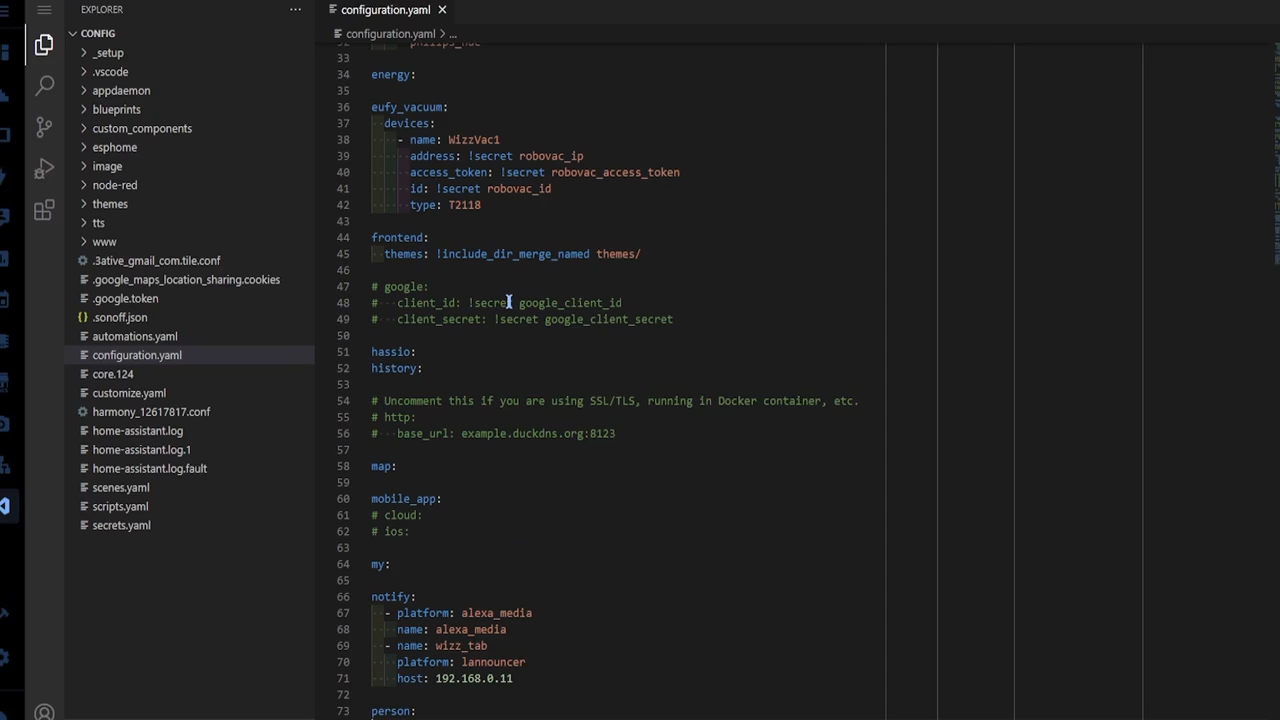 EXPLORER
···
CONFIG
_setup
.vscode
appdaemon
blueprints
custom_components
esphome
image
node-red
themes
tts
www
.3ative_gmail_com.tile.conf
.google_maps_location_sharing.cookies
.google.token
{} .sonoff.json
automations.yaml
configuration.yaml
core.124
customize.yaml
harmony_12617817.conf
home-assistant.log
home-assistant.log.1
home-assistant.log.fault
scenes.yaml
scripts.yaml
secrets.yaml
configuration.yaml
configuration.yaml > ...
32 philips_hue
33
34 energy:
35
36 eufy_vacuum:
37 devices:
38 - name: WizzVac1
39 address: !secret robovac_ip
40 access_token: !secret robovac_access_token
41 id: !secret robovac_id
42 type: T2118
43
44 frontend:
45 themes: !include_dir_merge_named themes/
46
47 # google:
48 # client_id: !secret google_client_id
49 # client_secret: !secret google_client_secret
50
51 hassio:
52 history:
53
54 # Uncomment this if you are using SSL/TLS, running in Docker container, etc.
55 # http:
56 # base_url: example.duckdns.org:8123
57
58 map:
59
60 mobile_app:
61 # cloud:
62 # ios:
63
64 my:
65
66 notify:
67 - platform: alexa_media
68 name: alexa_media
69 - name: wizz_tab
70 platform: lannouncer
71 host: 192.168.0.11
72
73 person: